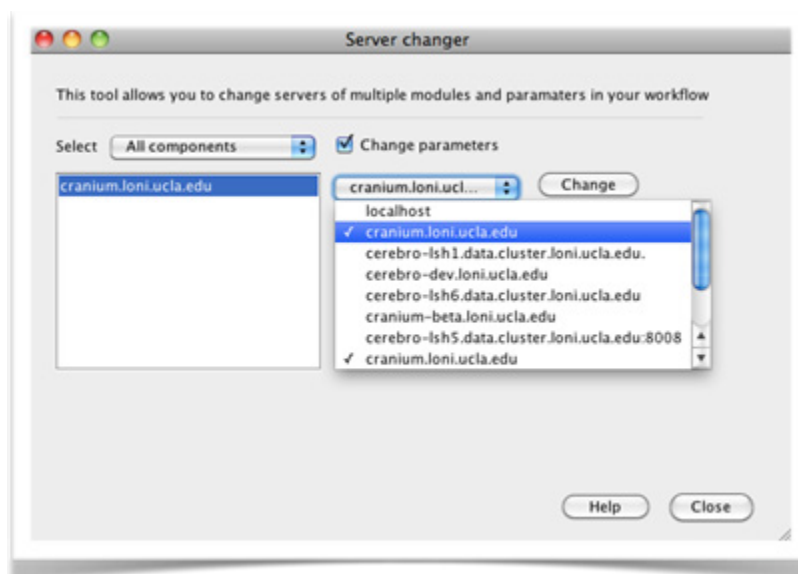 Server changer
This tool allows you to change servers of multiple modules and paramaters in your workflow
Select All components Change parameters
cranium.loni.ucla.edu cranium.loni.ucl... Change
localhost
✓ cranium.loni.ucla.edu
cerebro-lsh1.data.cluster.loni.ucla.edu.
cerebro-dev.loni.ucla.edu
cerebro-lsh6.data.cluster.loni.ucla.edu
cranium-beta.loni.ucla.edu
cerebro-lsh5.data.cluster.loni.ucla.edu:8008
✓ cranium.loni.ucla.edu
Help Close